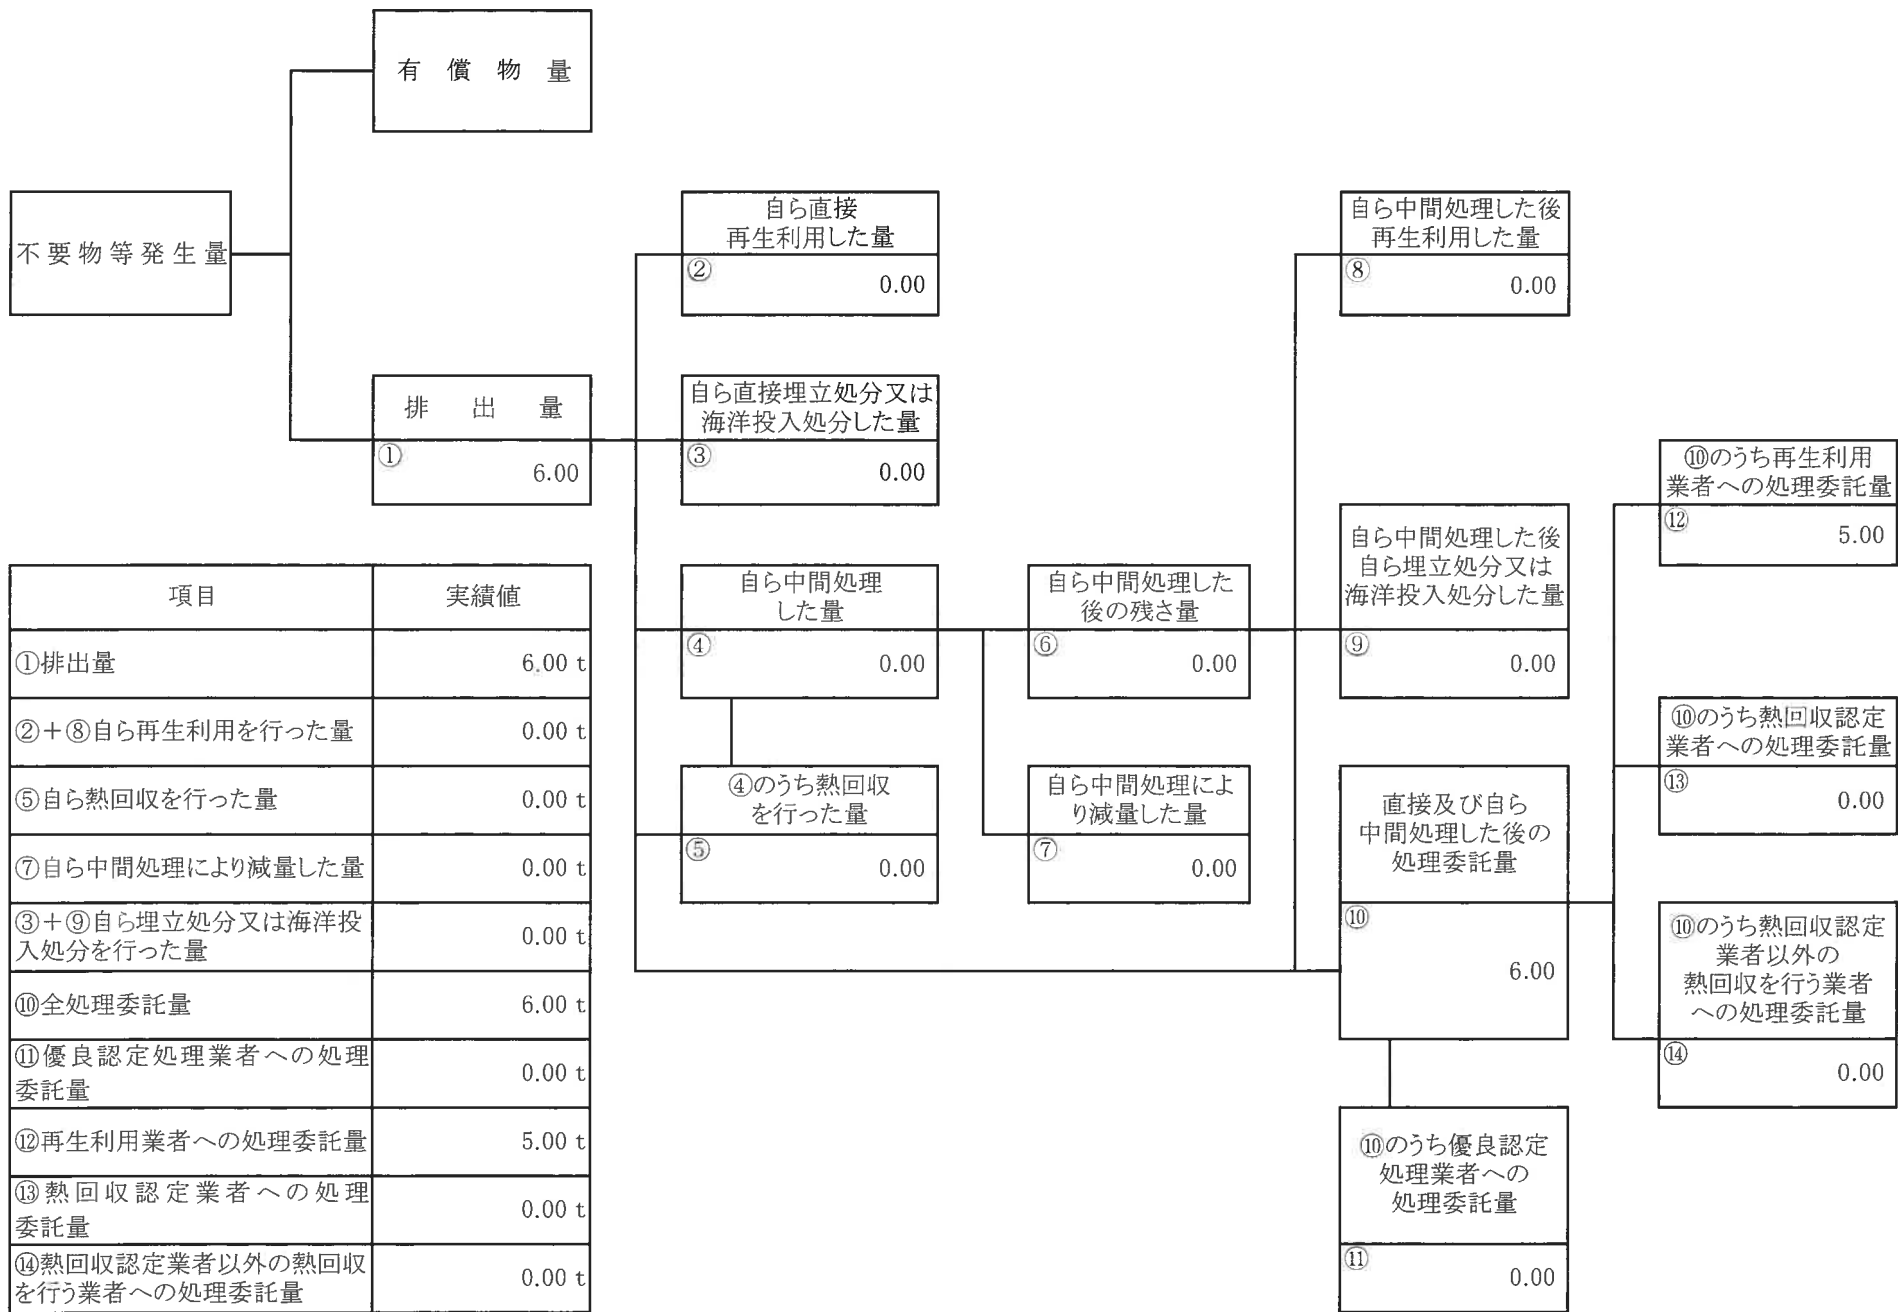 有償物量
不要物等発生量
自ら直接
再生利用した量
②
0.00
自ら中間処理した後
再生利用した量
⑧
0.00
排出量
①
6.00
自ら直接埋立処分又は
海洋投入処分した量
③
0.00
⑩のうち再生利用
業者への処理委託量
⑫
5.00
自ら中間処理した後
自ら埋立処分又は
海洋投入処分した量
⑨
0.00
自ら中間処理
した量
④
0.00
自ら中間処理した
後の残さ量
⑥
0.00
⑩のうち熱回収認定
業者への処理委託量
⑬
0.00
④のうち熱回収
を行った量
⑤
0.00
自ら中間処理によ
り減量した量
⑦
0.00
直接及び自ら
中間処理した後の
処理委託量
⑩
6.00
⑩のうち熱回収認定
業者以外の
熱回収を行う業者
への処理委託量
⑭
0.00
⑩のうち優良認定
処理業者への
処理委託量
⑪
0.00
項目 実績値
①排出量 6.00 t
②+⑧自ら再生利用を行った量 0.00 t
⑤自ら熱回収を行った量 0.00 t
⑦自ら中間処理により減量した量 0.00 t
③+⑨自ら埋立処分又は海洋投
入処分を行った量 0.00 t
⑩全処理委託量 6.00 t
⑪優良認定処理業者への処理
委託量 0.00 t
⑫再生利用業者への処理委託量 5.00 t
⑬熱回収認定業者への処理
委託量 0.00 t
⑭熱回収認定業者以外の熱回収
を行う業者への処理委託量 0.00 t